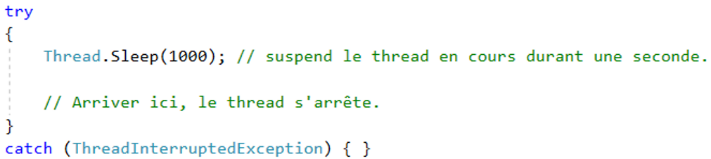 try
{
Thread.Sleep(1000); // suspend le thread en cours durant une seconde.
// Arriver ici, le thread s'arrête.
}
catch (ThreadInterruptedException) { }